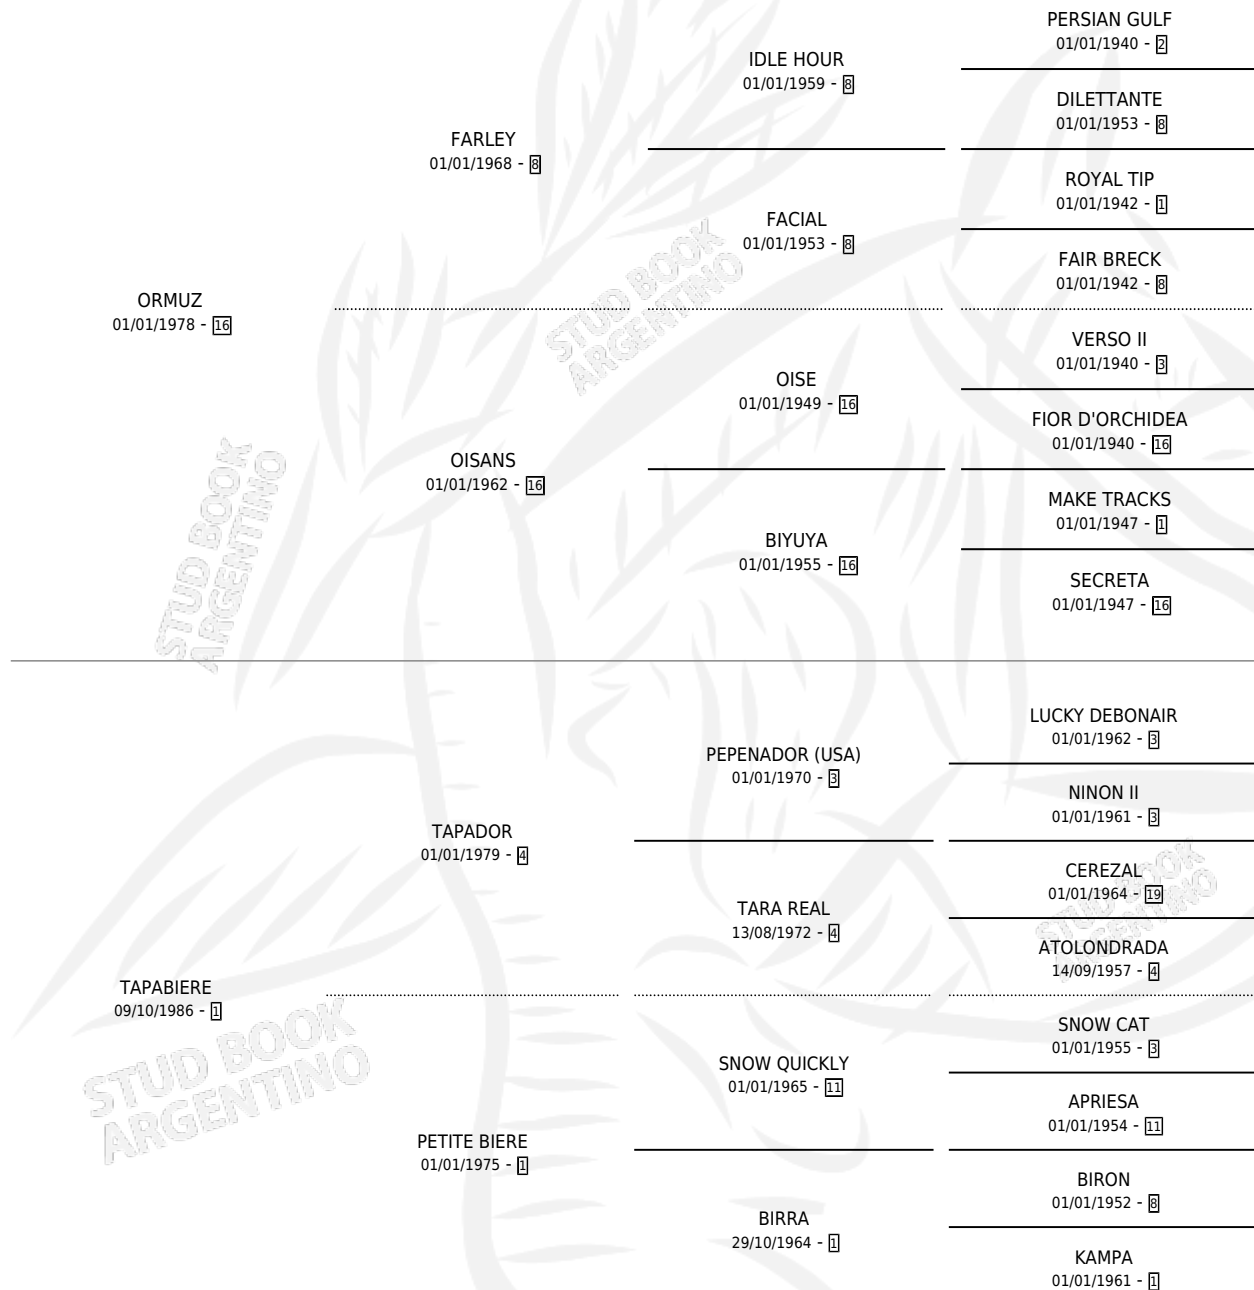 PERSIAN GULF
01/01/1940 - 2
IDLE HOUR
01/01/1959 - 8
DILETTANTE
01/01/1953 - 8
FARLEY
01/01/1968 - 8
ROYAL TIP
01/01/1942 - 1
FACIAL
01/01/1953 - 8
FAIR BRECK
01/01/1942 - 8
ORMUZ
01/01/1978 - 16
VERSO II
01/01/1940 - 3
OISE
01/01/1949 - 16
FIOR D'ORCHIDEA
01/01/1940 - 16
OISANS
01/01/1962 - 16
MAKE TRACKS
01/01/1947 - 1
BIYUYA
01/01/1955 - 16
SECRETA
01/01/1947 - 16
STUD BOOK
ARGENTINO
STUD BOOK
ARGENTINO
LUCKY DEBONAIR
01/01/1962 - 3
PEPENADOR (USA)
01/01/1970 - 3
NINON II
01/01/1961 - 3
TAPADOR
01/01/1979 - 4
CEREZAL
01/01/1964 - 19
TARA REAL
13/08/1972 - 4
ATOLONDRADA
14/09/1957 - 4
STUD BOOK
ARGENTINO
TAPABIERE
09/10/1986 - 1
SNOW CAT
01/01/1955 - 3
SNOW QUICKLY
01/01/1965 - 11
APRIESA
01/01/1954 - 11
PETITE BIERE
01/01/1975 - 1
BIRON
01/01/1952 - 8
BIRRA
29/10/1964 - 1
KAMPA
01/01/1961 - 1
STUD BOOK
ARGENTINO